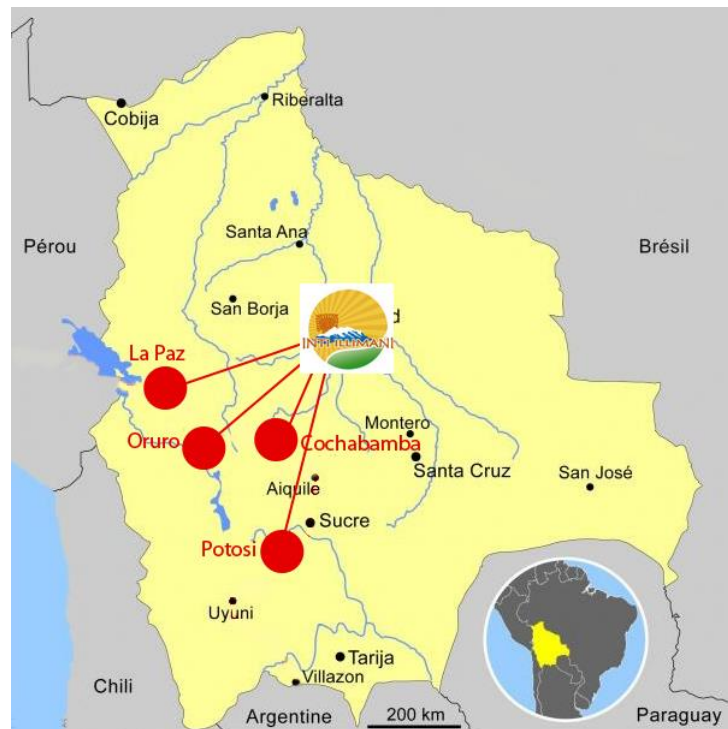 Riberalta
Cobija
Santa Ana
Pérou
Brésil
San Borja
d
INTI ILLIMANI
La Paz
Montero
Oruro
Cochabamba
Santa Cruz
San José
Aiquile
Sucre
Potosi
Uyuni
Tarija
Villazon
Chili
Argentine
200 km
Paraguay